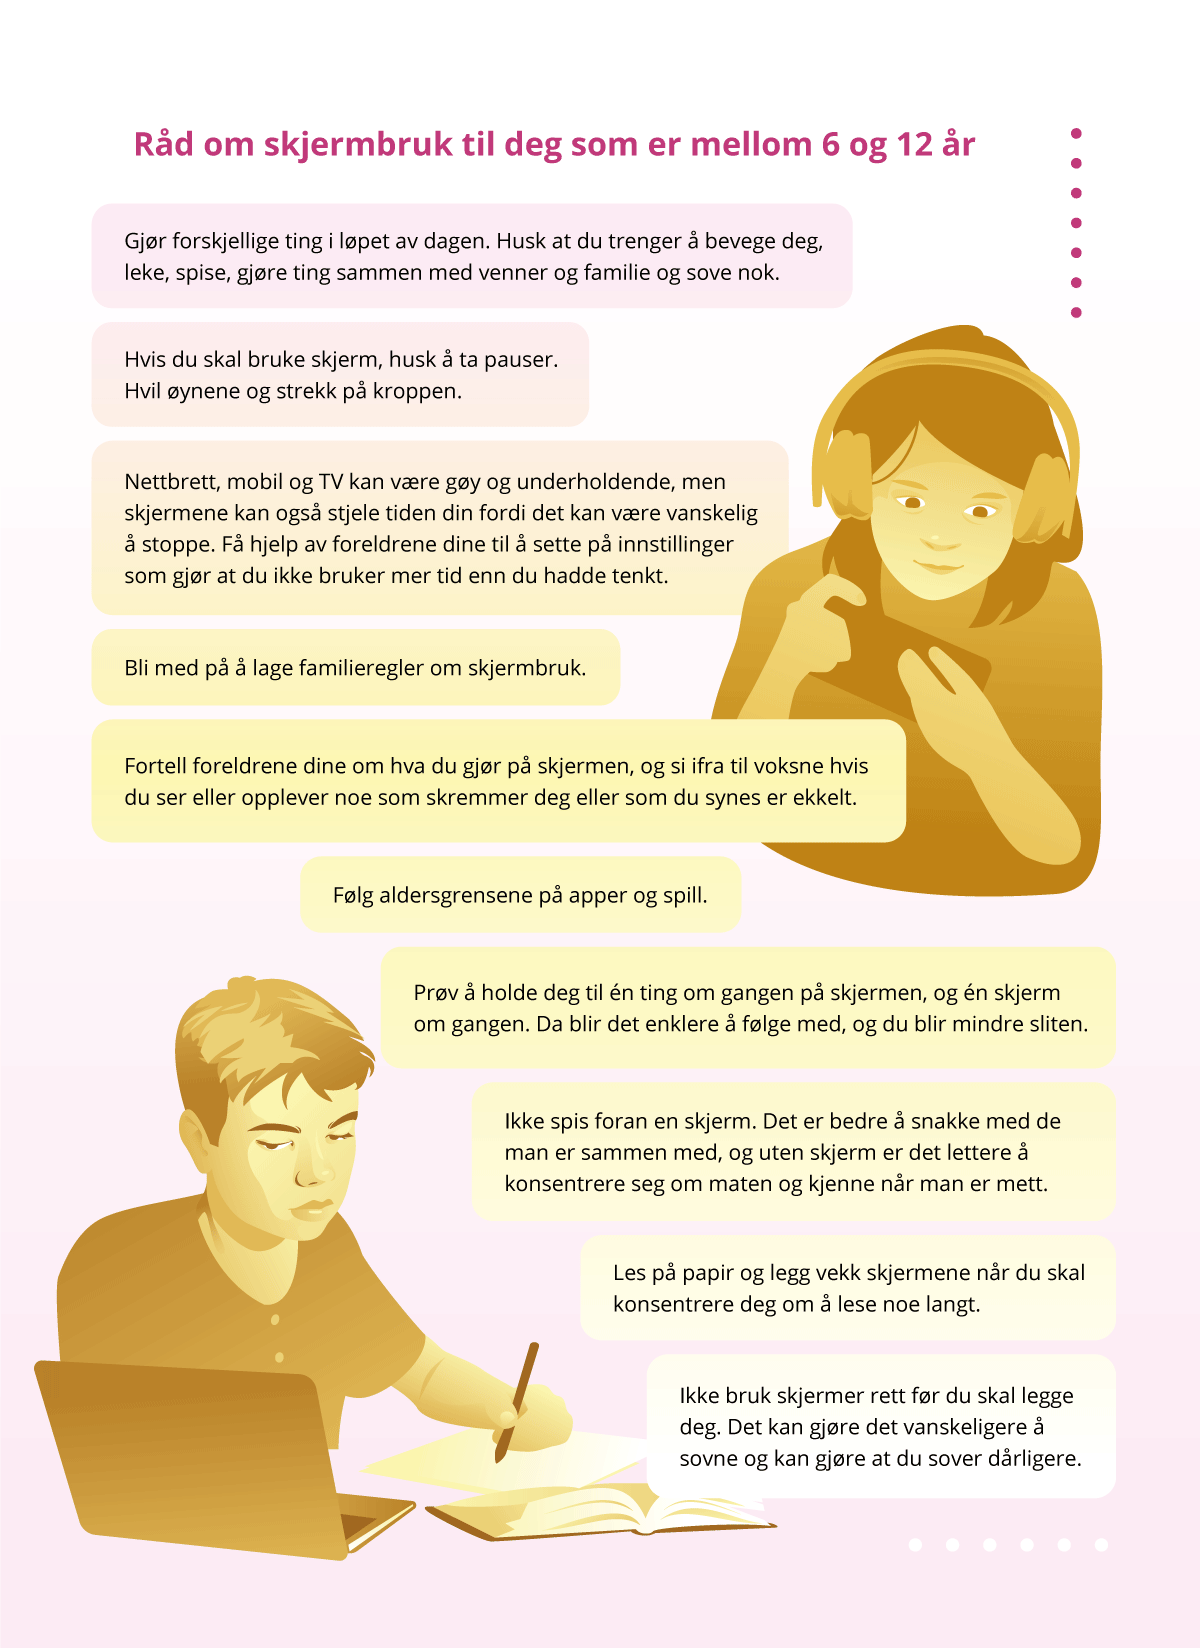 Råd om skjermbruk til deg som er mellom 6 og 12 år
Gjør forskjellige ting i løpet av dagen. Husk at du trenger å bevege deg,
leke, spise, gjøre ting sammen med venner og familie og sove nok.
Hvis du skal bruke skjerm, husk å ta pauser.
Hvil øynene og strekk på kroppen.
Nettbrett, mobil og TV kan være gøy og underholdende, men
skjermene kan også stjele tiden din fordi det kan være vanskelig
å stoppe. Få hjelp av foreldrene dine til å sette på innstillinger
som gjør at du ikke bruker mer tid enn du hadde tenkt.
Bli med på å lage familieregler om skjermbruk.
Fortell foreldrene dine om hva du gjør på skjermen, og si ifra til voksne hvis
du ser eller opplever noe som skremmer deg eller som du synes er ekkelt.
Følg aldersgrensene på apper og spill.
Prøv å holde deg til én ting om gangen på skjermen, og én skjerm
om gangen. Da blir det enklere å følge med, og du blir mindre sliten.
Ikke spis foran en skjerm. Det er bedre å snakke med de
man er sammen med, og uten skjerm er det lettere å
konsentrere seg om maten og kjenne når man er mett.
Les på papir og legg vekk skjermene når du skal
konsentrere deg om å lese noe langt.
Ikke bruk skjermer rett før du skal legge
deg. Det kan gjøre det vanskeligere å
sovne og kan gjøre at du sover dårligere.